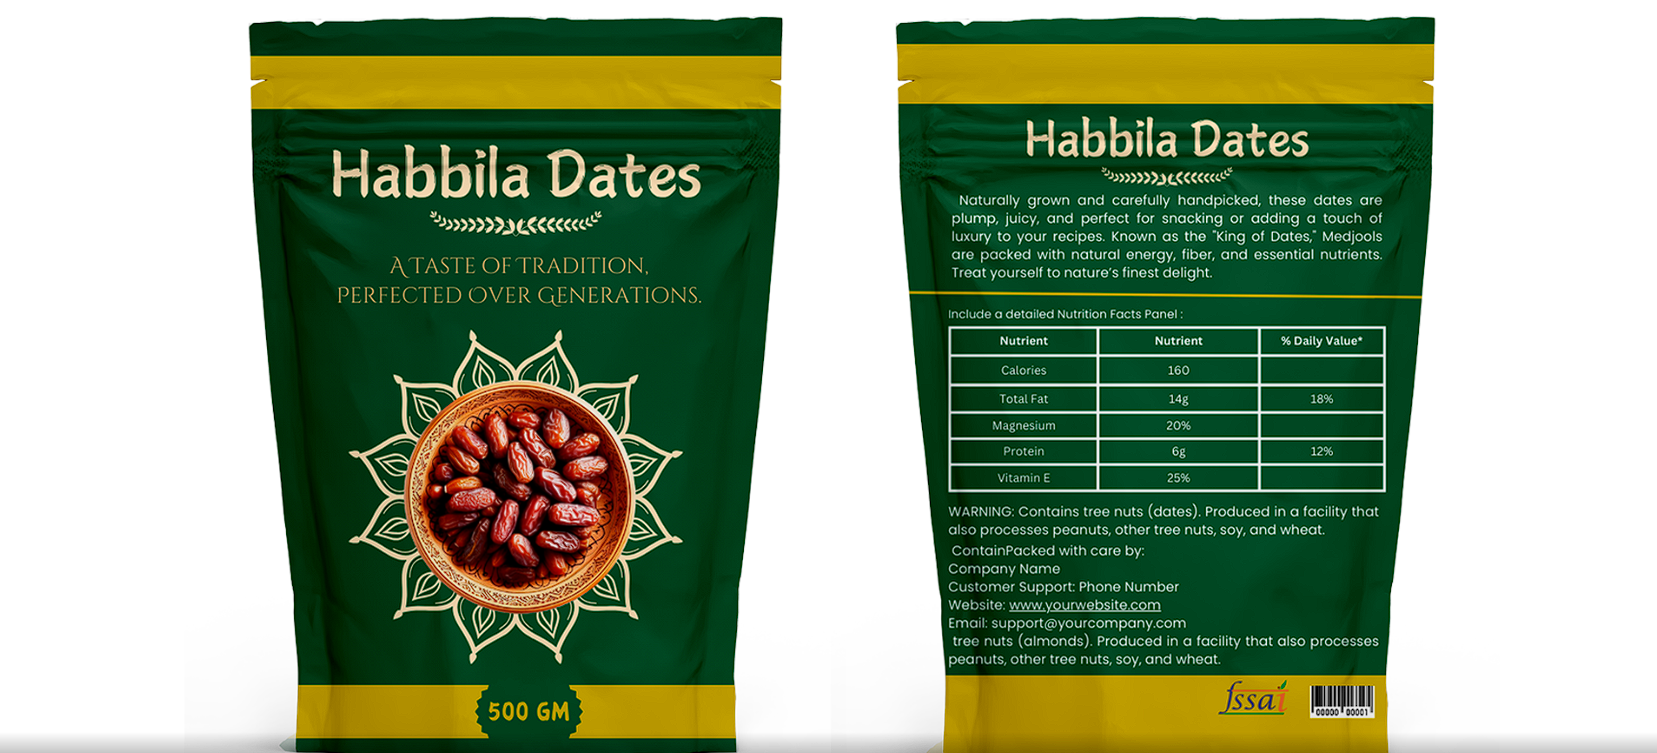 Habbila Dates
A TASTE OF TRADITION,
PERFECTED OVER GENERATIONS.
500 GM
Habbila Dates
Naturally grown and carefully handpicked, these dates are
plump, juicy, and perfect for snacking or adding a touch of
luxury to your recipes. Known as the "King of Dates," Medjools
are packed with natural energy, fiber, and essential nutrients.
Treat yourself to nature's finest delight.
Include a detailed Nutrition Facts Panel :
Nutrient Nutrient % Daily Value*
Calories 160
Total Fat 14g 18%
Magnesium 20%
Protein 6g 12%
Vitamin E 25%
WARNING: Contains tree nuts (dates). Produced in a facility that
also processes peanuts, other tree nuts, soy, and wheat.
ContainPacked with care by:
Company Name
Customer Support: Phone Number
Website: www.yourwebsite.com
Email: support@yourcompany.com
tree nuts (almonds). Produced in a facility that also processes
peanuts, other tree nuts, soy, and wheat.
fssai
00000 00001